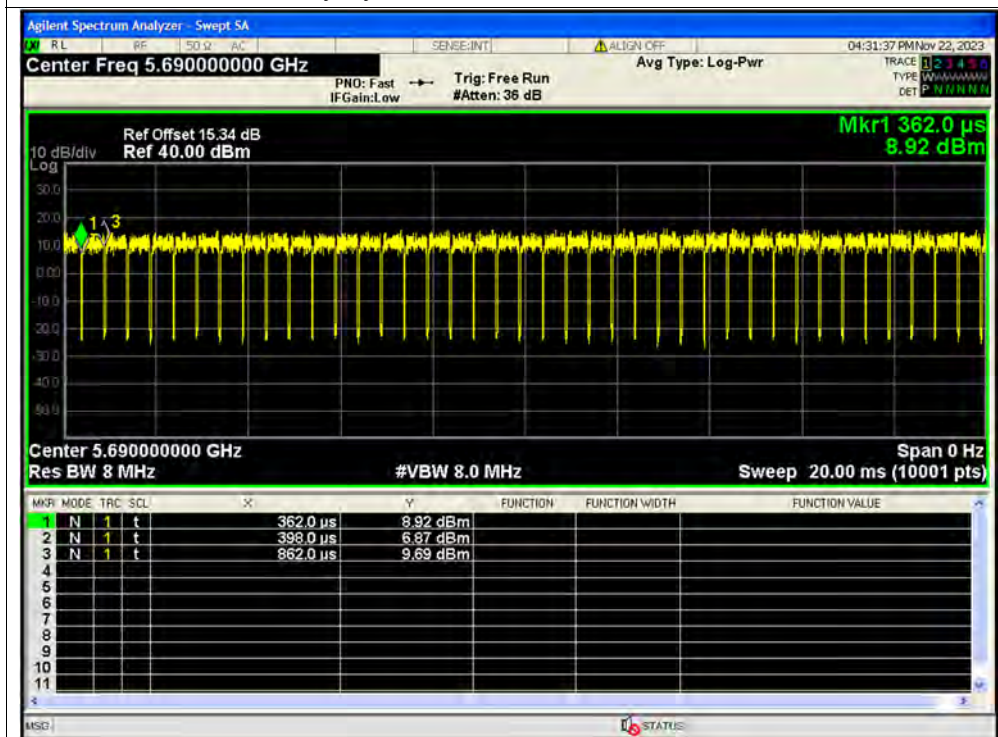 Agilent Spectrum Analyzer - Swept SA
RL RF 50 Ω AC SENSE:INT ALIGN OFF 04:31:37 PM Nov 22, 2023
Center Freq 5.690000000 GHz Avg Type: Log-Pwr TRACE 1 2 3 4 5 6
PNO: Fast Trig: Free Run TYPE
IFGain:Low #Atten: 36 dB DET P N N N N N
Mkr1 362.0 µs
8.92 dBm
Ref Offset 15.34 dB
10 dB/div Ref 40.00 dBm
Log
30.0
20.0
1 3
10.0
0.00
-10.0
-20.0
-30.0
-40.0
-50.0
Center 5.690000000 GHz Span 0 Hz
Res BW 8 MHz #VBW 8.0 MHz Sweep 20.00 ms (10001 pts)
MKR MODE TRC SCL X Y FUNCTION FUNCTION WIDTH FUNCTION VALUE
1 N 1 t 362.0 µs 8.92 dBm
2 N 1 t 398.0 µs 6.87 dBm
3 N 1 t 862.0 µs 9.69 dBm
4
5
6
7
8
9
10
11
MSG STATUS